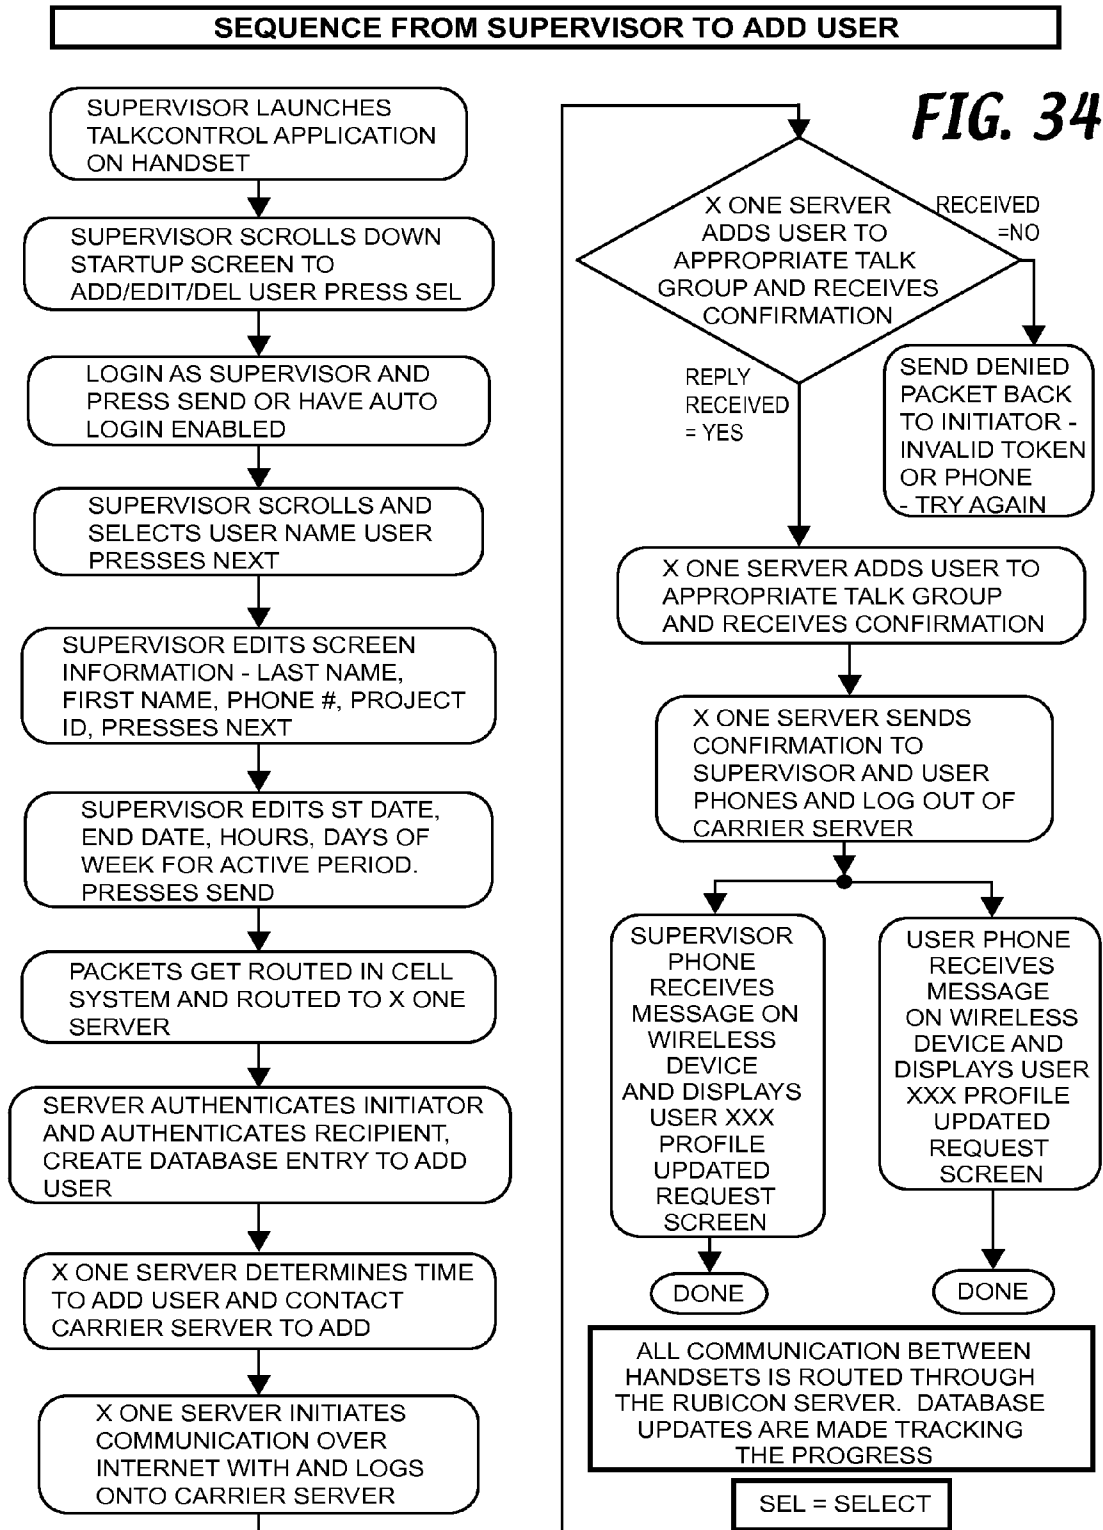 SEQUENCE FROM SUPERVISOR TO ADD USER
FIG. 34
SUPERVISOR LAUNCHES
TALKCONTROL APPLICATION
ON HANDSET
SUPERVISOR SCROLLS DOWN
STARTUP SCREEN TO
ADD/EDIT/DEL USER PRESS SEL
LOGIN AS SUPERVISOR AND
PRESS SEND OR HAVE AUTO
LOGIN ENABLED
SUPERVISOR SCROLLS AND
SELECTS USER NAME USER
PRESSES NEXT
SUPERVISOR EDITS SCREEN
INFORMATION - LAST NAME,
FIRST NAME, PHONE #, PROJECT
ID, PRESSES NEXT
SUPERVISOR EDITS ST DATE,
END DATE, HOURS, DAYS OF
WEEK FOR ACTIVE PERIOD.
PRESSES SEND
PACKETS GET ROUTED IN CELL
SYSTEM AND ROUTED TO X ONE
SERVER
SERVER AUTHENTICATES INITIATOR
AND AUTHENTICATES RECIPIENT,
CREATE DATABASE ENTRY TO ADD
USER
X ONE SERVER DETERMINES TIME
TO ADD USER AND CONTACT
CARRIER SERVER TO ADD
X ONE SERVER INITIATES
COMMUNICATION OVER
INTERNET WITH AND LOGS
ONTO CARRIER SERVER
X ONE SERVER
ADDS USER TO
APPROPRIATE TALK
GROUP AND RECEIVES
CONFIRMATION
RECEIVED
=NO
SEND DENIED
PACKET BACK
TO INITIATOR -
INVALID TOKEN
OR PHONE
- TRY AGAIN
REPLY
RECEIVED
= YES
X ONE SERVER ADDS USER TO
APPROPRIATE TALK GROUP
AND RECEIVES CONFIRMATION
X ONE SERVER SENDS
CONFIRMATION TO
SUPERVISOR AND USER
PHONES AND LOG OUT OF
CARRIER SERVER
SUPERVISOR
PHONE
RECEIVES
MESSAGE ON
WIRELESS
DEVICE
AND DISPLAYS
USER XXX
PROFILE
UPDATED
REQUEST
SCREEN
DONE
USER PHONE
RECEIVES
MESSAGE
ON WIRELESS
DEVICE AND
DISPLAYS USER
XXX PROFILE
UPDATED
REQUEST
SCREEN
DONE
ALL COMMUNICATION BETWEEN
HANDSETS IS ROUTED THROUGH
THE RUBICON SERVER. DATABASE
UPDATES ARE MADE TRACKING
THE PROGRESS
SEL = SELECT